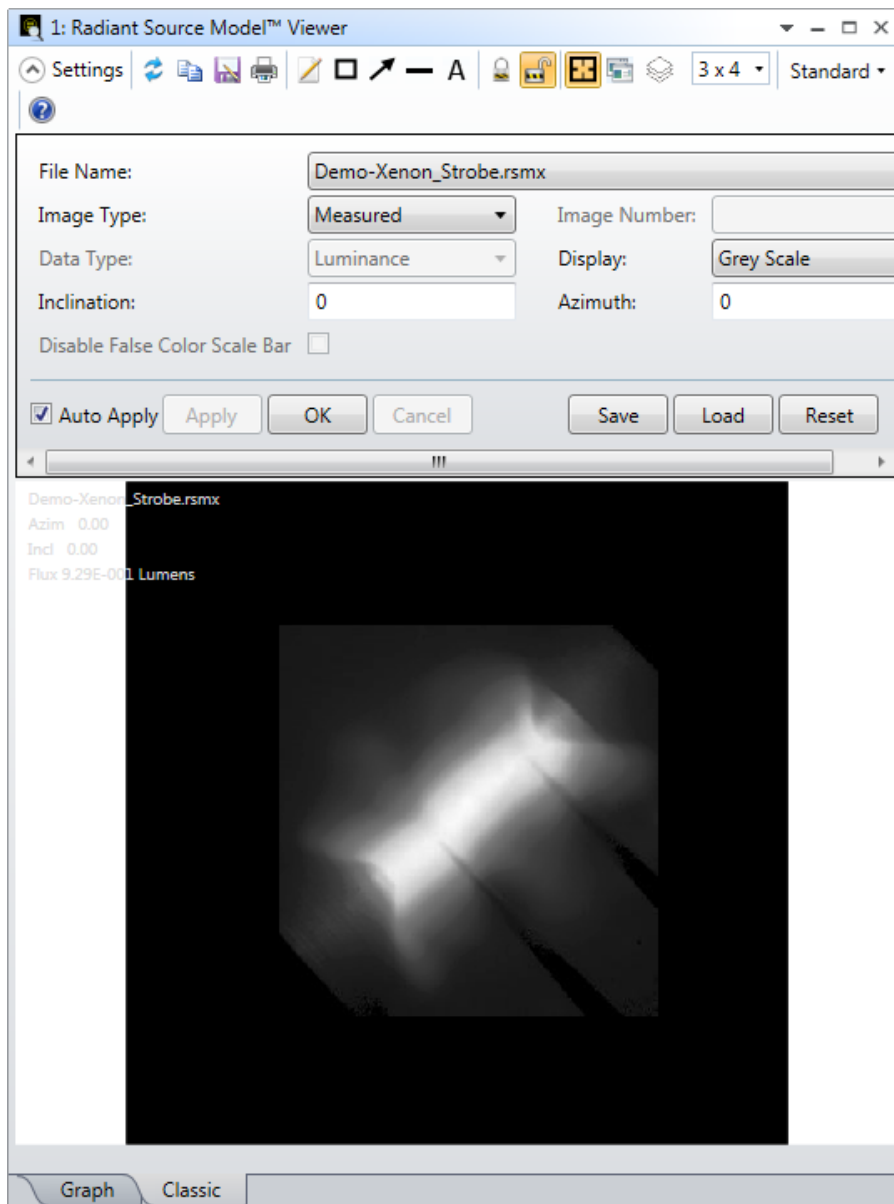 1: Radiant Source Model™ Viewer
Settings A 3 x 4 Standard
File Name: Demo-Xenon_Strobe.rsmx
Image Type: Measured Image Number:
Data Type: Luminance Display: Grey Scale
Inclination: 0 Azimuth: 0
Disable False Color Scale Bar
Auto Apply Apply OK Cancel Save Load Reset
Demo-Xenon_Strobe.rsmx
Azim 0.00
Incl 0.00
Flux 9.29E-001 Lumens
Graph Classic